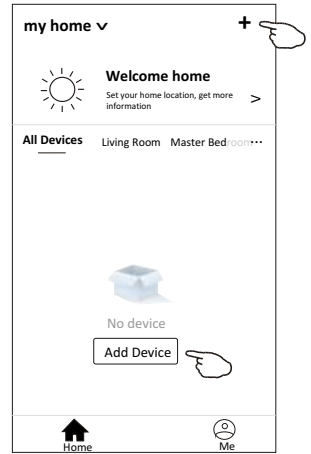 my home
Welcome home
Set your home location, get more
information
All Devices Living Room Master Bedroom ...
No device
Add Device
Home Me